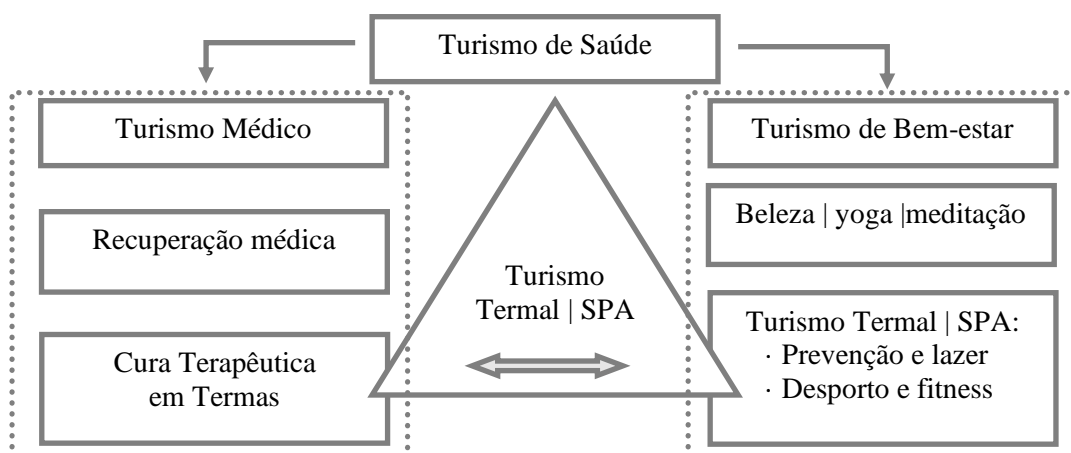 Turismo de Saúde
Turismo Médico
Recuperação médica
Cura Terapêutica
em Termas
Turismo
Termal | SPA
Turismo de Bem-estar
Beleza | yoga |meditação
Turismo Termal | SPA:
· Prevenção e lazer
· Desporto e fitness